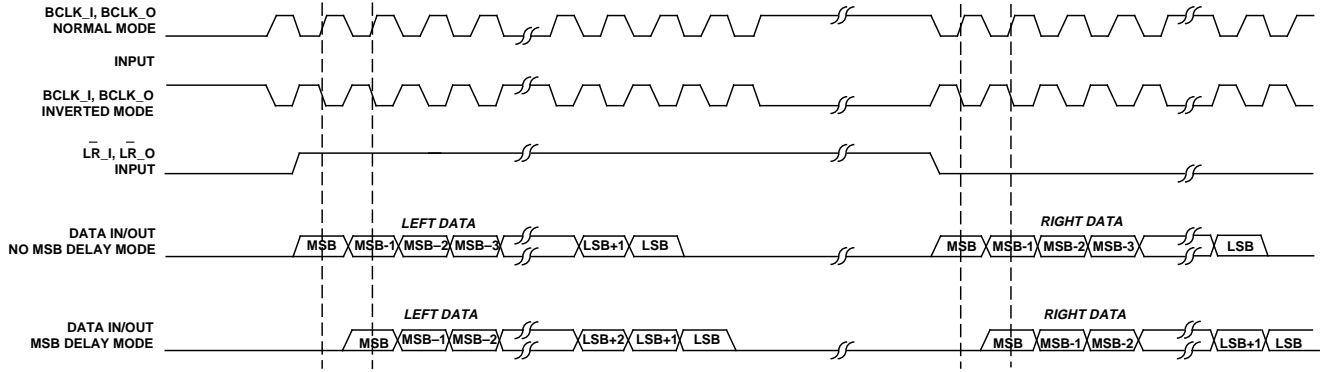 BCLK_I, BCLK_O
NORMAL MODE
INPUT
BCLK_I, BCLK_O
INVERTED MODE
L̅R_I, L̅R_O
INPUT
LEFT DATA
RIGHT DATA
DATA IN/OUT
NO MSB DELAY MODE
MSB MSB-1 MSB–2 MSB–3 LSB+1 LSB MSB MSB-1 MSB-2 MSB-3 LSB
LEFT DATA
RIGHT DATA
DATA IN/OUT
MSB DELAY MODE
MSB MSB–1 MSB–2 LSB+2 LSB+1 LSB MSB MSB-1 MSB-2 LSB+1 LSB